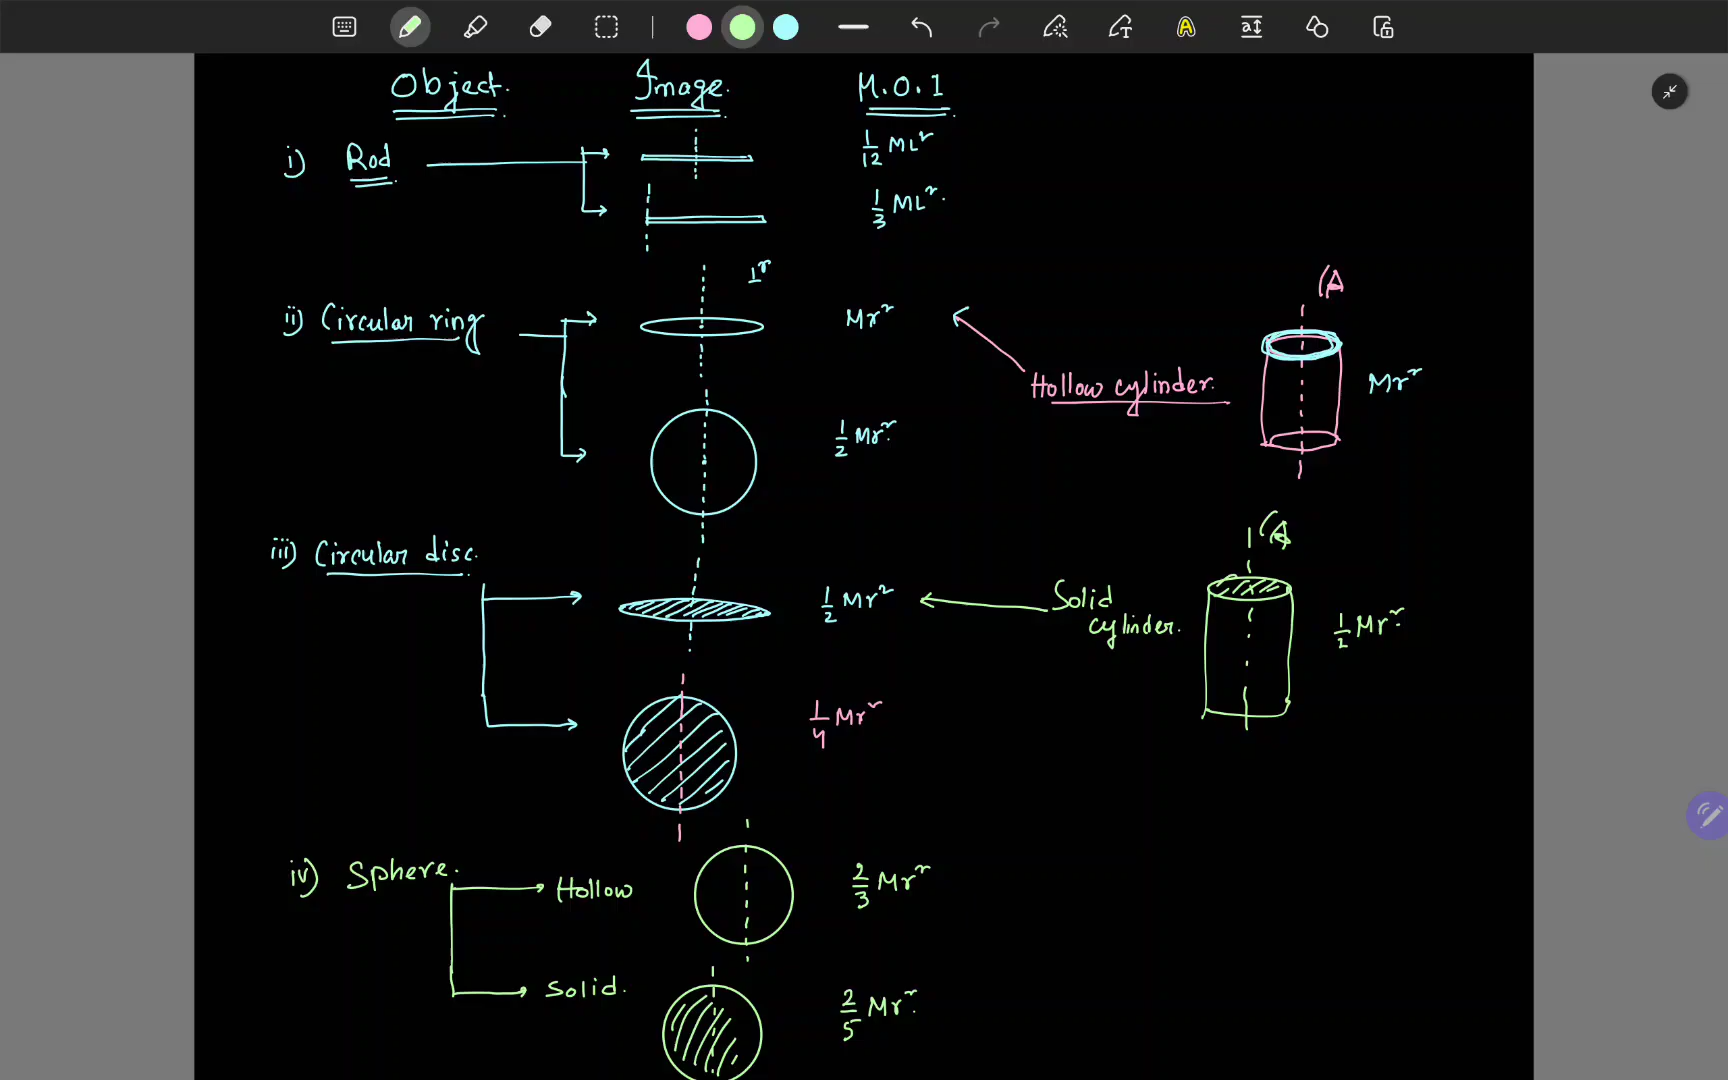 Object. Image. M.O.I
i) Rod 1/12 ML²
1/3 ML².
⊥r
ii) Circular ring Mr²
Hollow cylinder. Mr²
1/2 Mr².
iii) Circular disc.
1/2 Mr² Solid cylinder. 1/2 Mr².
1/4 Mr²
iv) Sphere. Hollow 2/3 Mr²
Solid. 2/5 Mr².